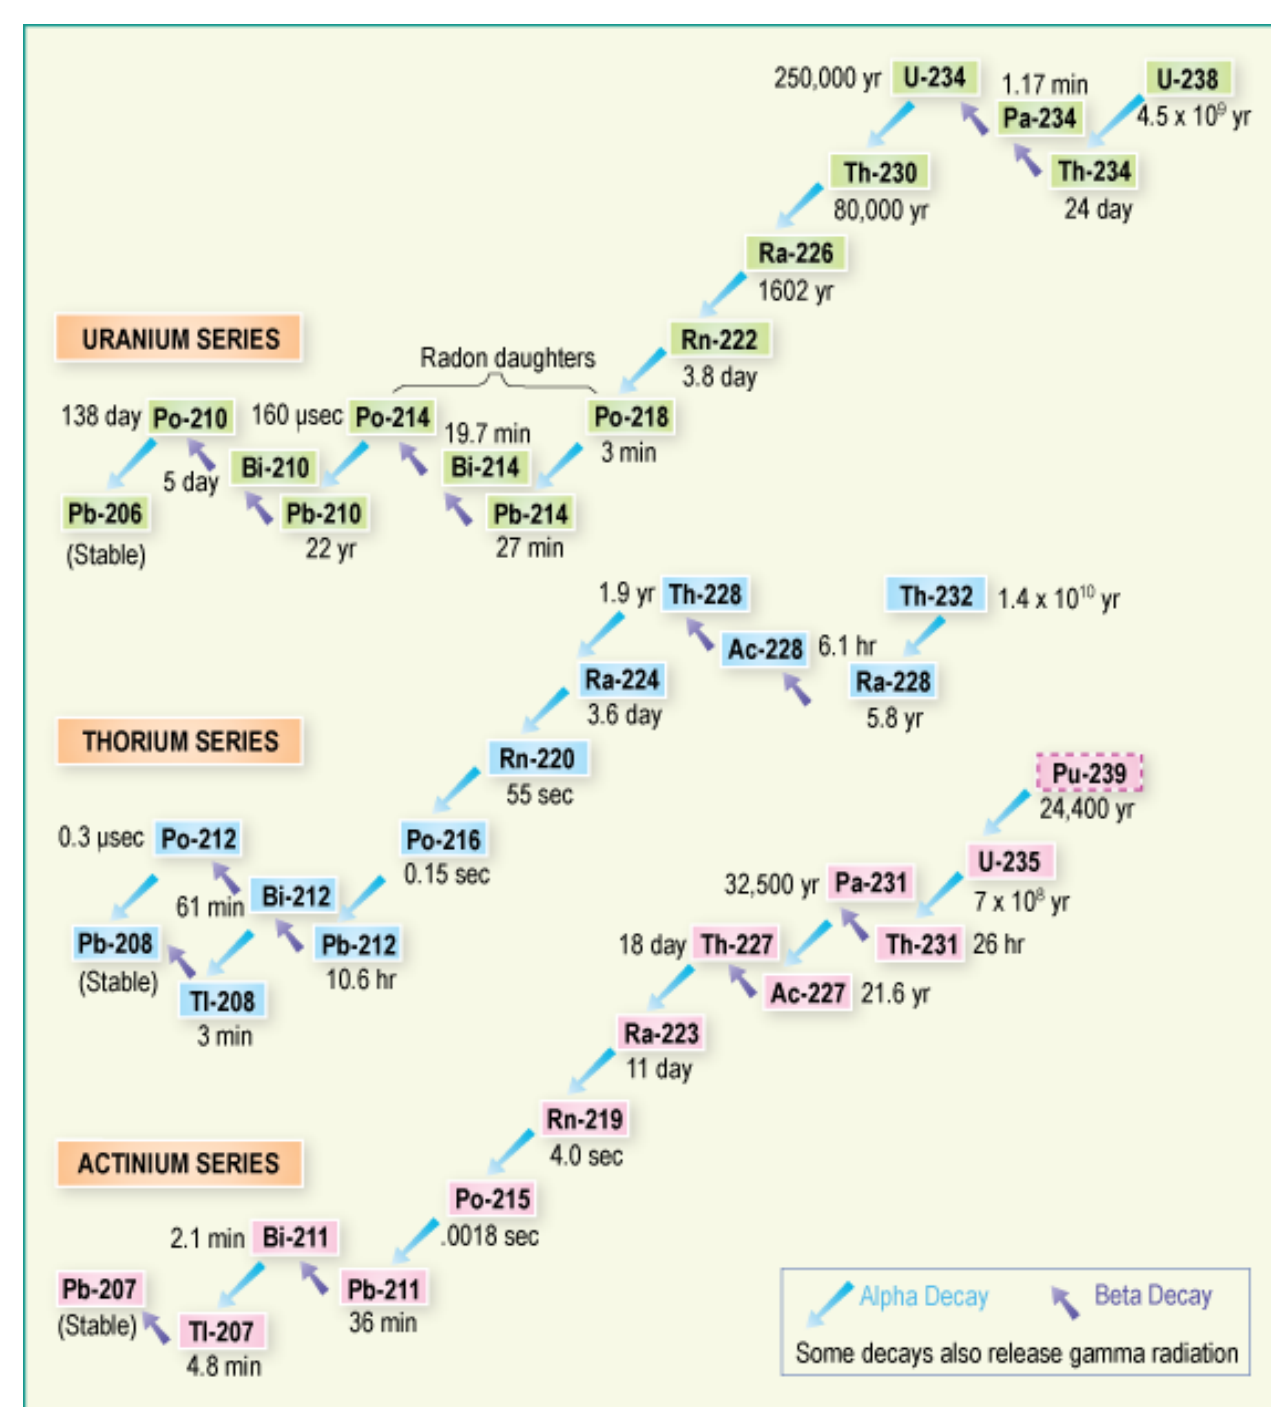 250,000 yr U-234 1.17 min U-238
Pa-234 4.5 x 10⁹ yr
Th-230 Th-234
80,000 yr 24 day
Ra-226
1602 yr
URANIUM SERIES Rn-222
Radon daughters 3.8 day
138 day Po-210 160 µsec Po-214 Po-218
19.7 min 3 min
Bi-210 Bi-214
5 day
Pb-206 Pb-210 Pb-214
(Stable) 22 yr 27 min
1.9 yr Th-228 Th-232 1.4 x 10¹⁰ yr
Ac-228 6.1 hr
Ra-224 Ra-228
3.6 day 5.8 yr
THORIUM SERIES
Rn-220 Pu-239
55 sec 24,400 yr
0.3 µsec Po-212 Po-216
0.15 sec U-235
61 min Bi-212 32,500 yr Pa-231 7 x 10⁸ yr
Pb-208 Pb-212 18 day Th-227 Th-231 26 hr
(Stable) 10.6 hr
Tl-208 Ac-227 21.6 yr
3 min Ra-223
11 day
Rn-219
ACTINIUM SERIES 4.0 sec
Po-215
2.1 min Bi-211 .0018 sec
Pb-207 Pb-211
(Stable) 36 min
Tl-207
4.8 min
Alpha Decay Beta Decay
Some decays also release gamma radiation